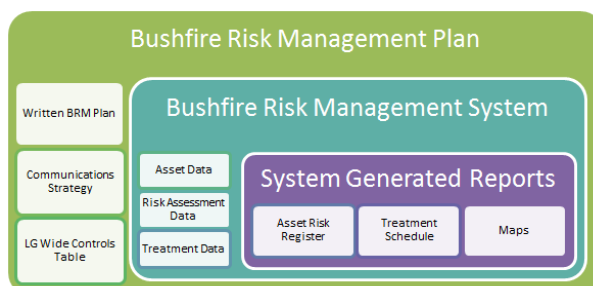 Bushfire Risk Management Plan
Written BRM Plan
Communications
Strategy
LG Wide Controls
Table
Bushfire Risk Management System
Asset Data
Risk Assessment
Data
Treatment Data
System Generated Reports
Asset Risk
Register
Treatment
Schedule
Maps